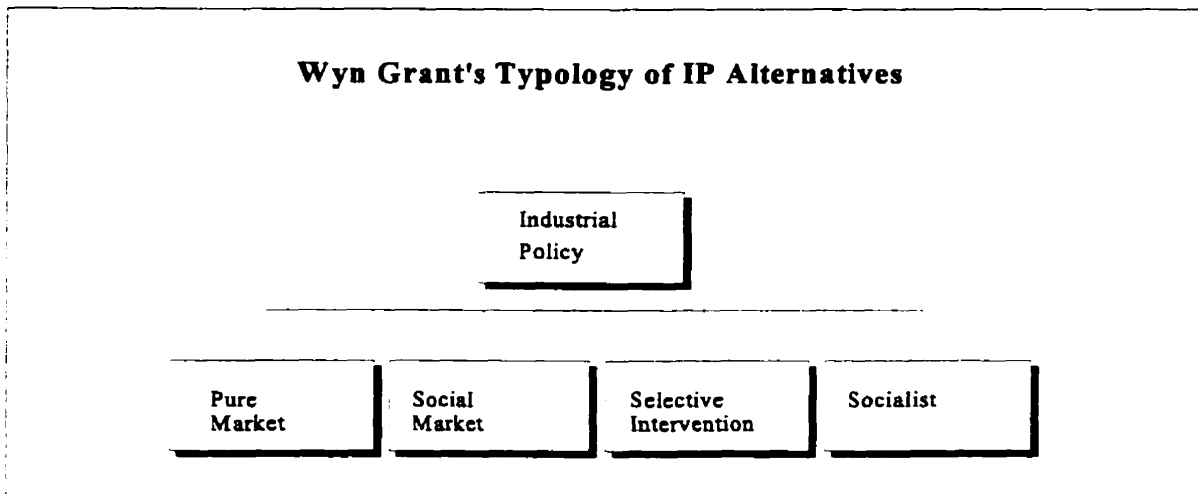 Wyn Grant's Typology of IP Alternatives
Industrial
Policy
Pure
Market
Social
Market
Selective
Intervention
Socialist